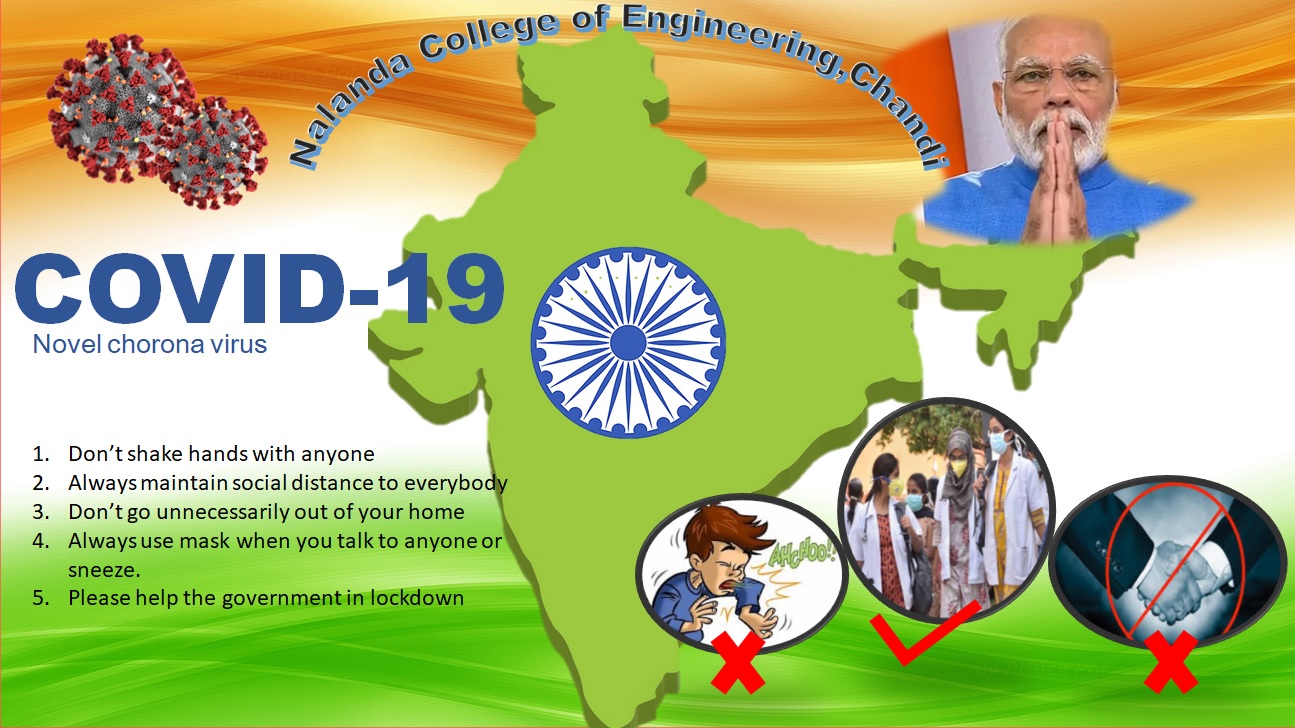 Nalanda College of Engineering,Chandi
COVID-19
Novel chorona virus
1. Don't shake hands with anyone
2. Always maintain social distance to everybody
3. Don't go unnecessarily out of your home
4. Always use mask when you talk to anyone or
sneeze.
5. Please help the government in lockdown
AHCHOO!!